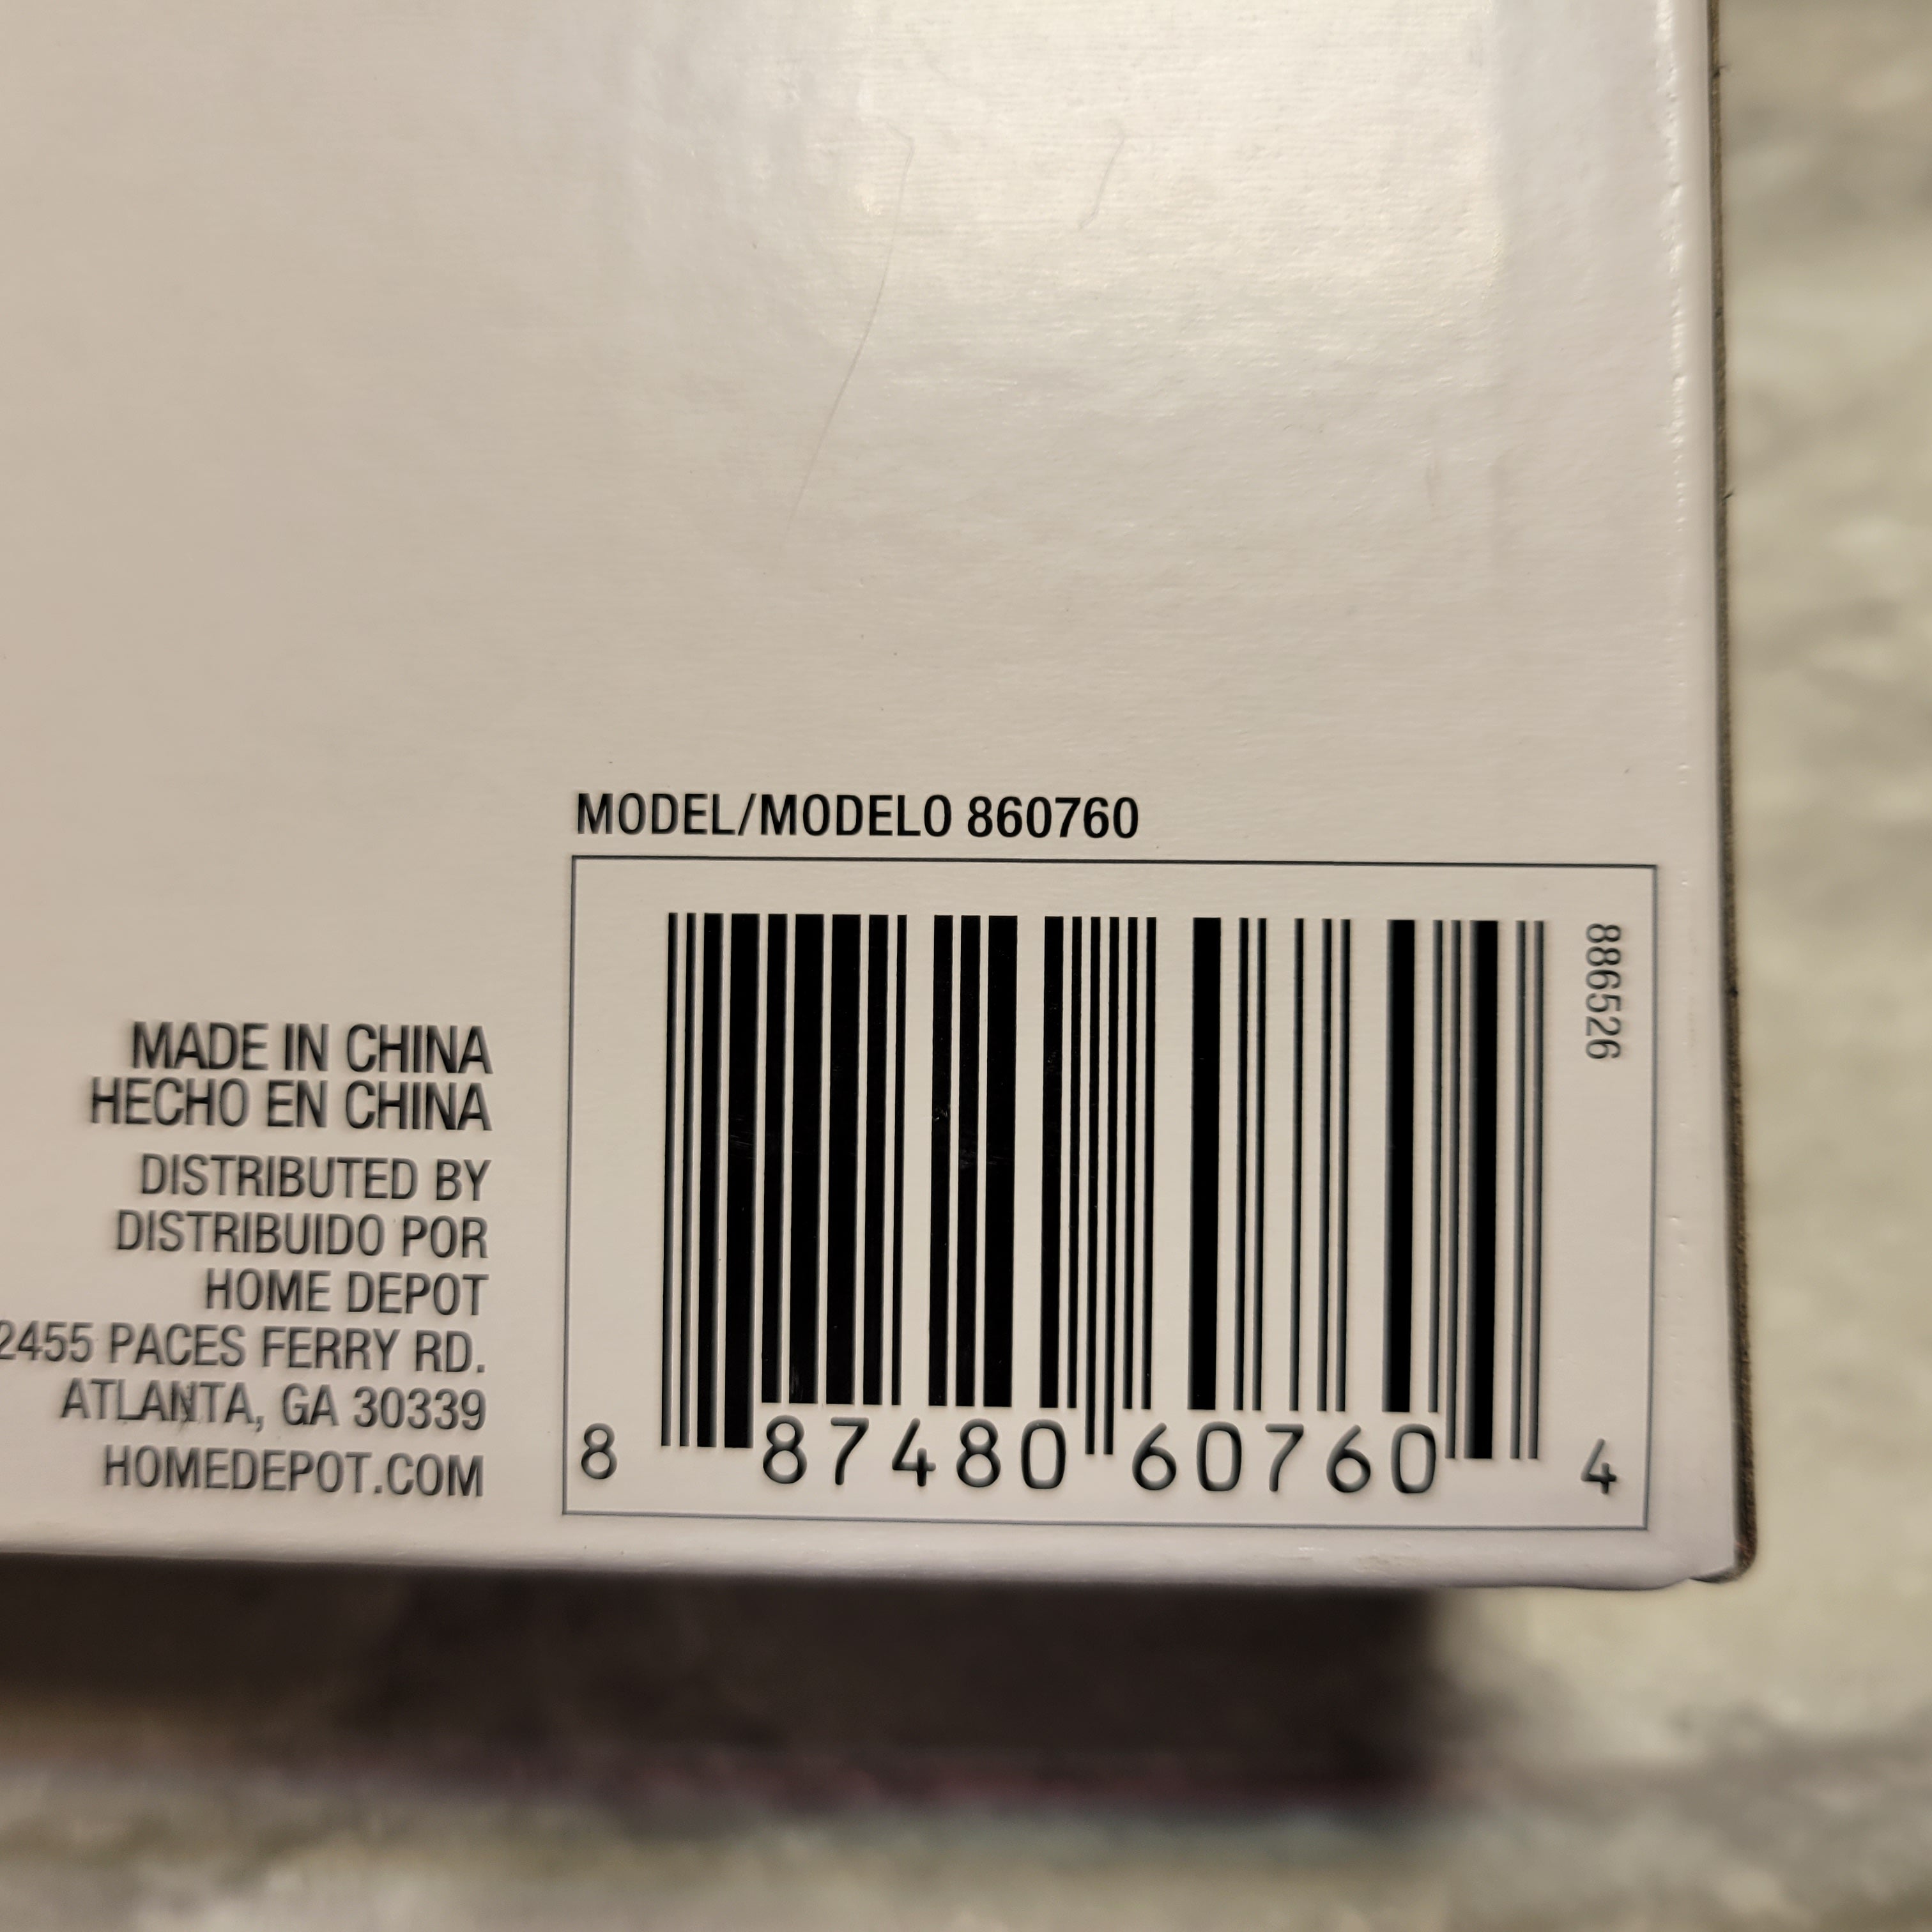 MODEL/MODELO 860760
886526
MADE IN CHINA
HECHO EN CHINA
DISTRIBUTED BY
DISTRIBUIDO POR
HOME DEPOT
2455 PACES FERRY RD.
ATLANTA, GA 30339
HOMEDEPOT.COM
8 87480 60760 4